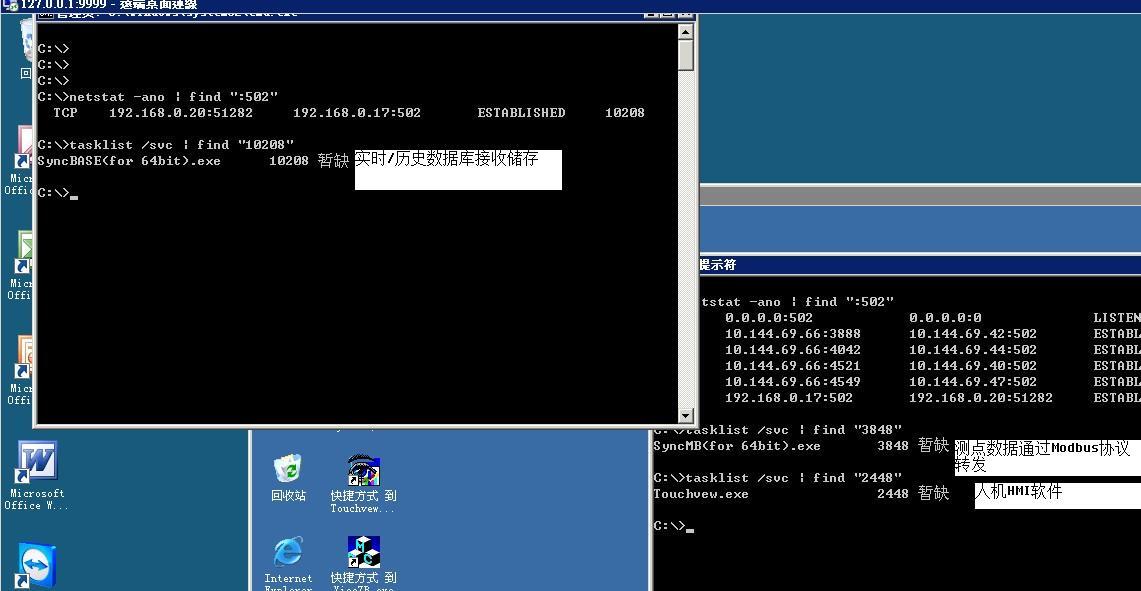 127.0.0.1:9999 - 远端桌面连缐
C:\>
C:\>
C:\>
C:\>netstat -ano | find ":502"
TCP 192.168.0.20:51282 192.168.0.17:502 ESTABLISHED 10208
C:\>tasklist /svc | find "10208"
SyncBASE(for 64bit).exe 10208 暂缺 实时/历史数据库接收储存
C:\>
回
Micr
Offic
Micr
Offi
Micr
Offi
Microsoft
Office W...
回收站
快捷方式 到
Touchvew...
Internet
Explorer
快捷方式 到
提示符
tstat -ano | find ":502"
0.0.0.0:502 0.0.0.0:0 LISTEN
10.144.69.66:3888 10.144.69.42:502 ESTABL
10.144.69.66:4042 10.144.69.44:502 ESTABL
10.144.69.66:4521 10.144.69.40:502 ESTABL
10.144.69.66:4549 10.144.69.47:502 ESTABL
192.168.0.17:502 192.168.0.20:51282 ESTABL
C:\>tasklist /svc | find "3848"
SyncMB(for 64bit).exe 3848 暂缺 测点数据通过Modbus协议
转发
C:\>tasklist /svc | find "2448"
Touchvew.exe 2448 暂缺 人机HMI软件
C:\>